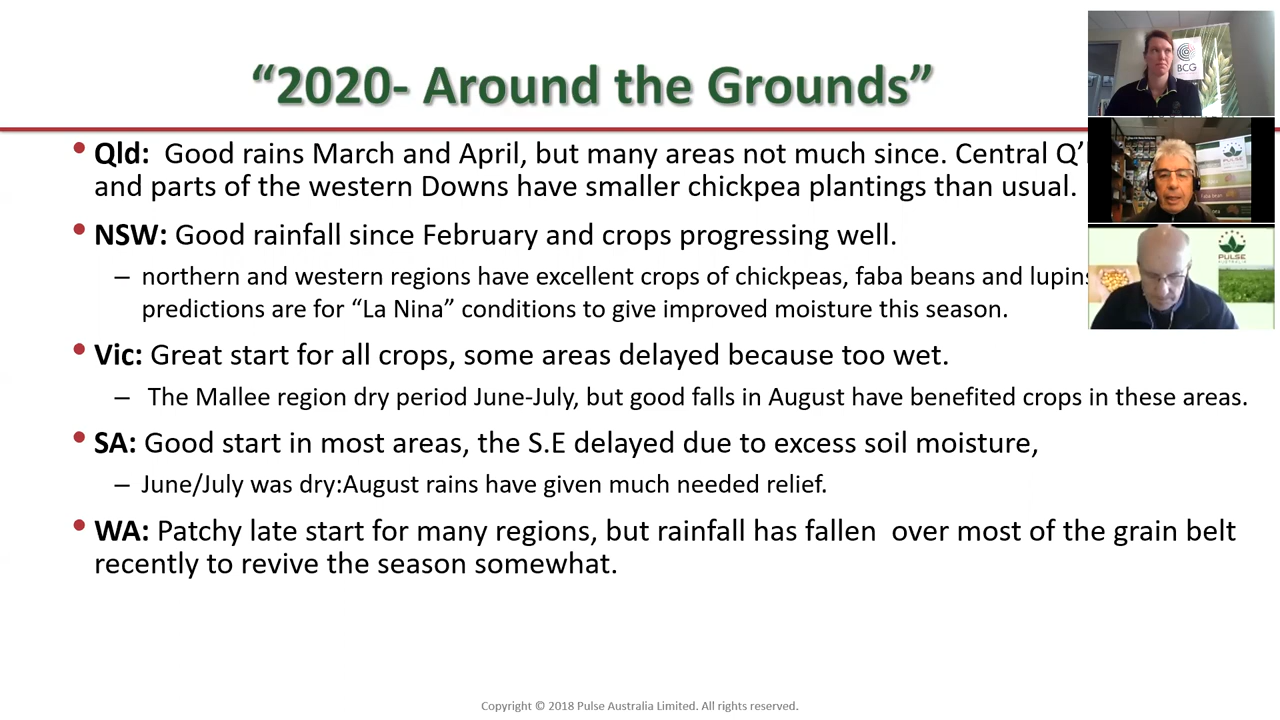 “2020- Around the Grounds”
• Qld:  Good rains March and April, but many areas not much since. Central Q’
and parts of the western Downs have smaller chickpea plantings than usual.
• NSW: Good rainfall since February and crops progressing well.
– northern and western regions have excellent crops of chickpeas, faba beans and lupins
predictions are for “La Nina” conditions to give improved moisture this season.
• Vic: Great start for all crops, some areas delayed because too wet.
– The Mallee region dry period June-July, but good falls in August have benefited crops in these areas.
• SA: Good start in most areas, the S.E delayed due to excess soil moisture,
– June/July was dry:August rains have given much needed relief.
• WA: Patchy late start for many regions, but rainfall has fallen  over most of the grain belt
recently to revive the season somewhat.
Copyright © 2018 Pulse Australia Limited. All rights reserved.
BCG
PULSE
PULSE
AUSTRALIA